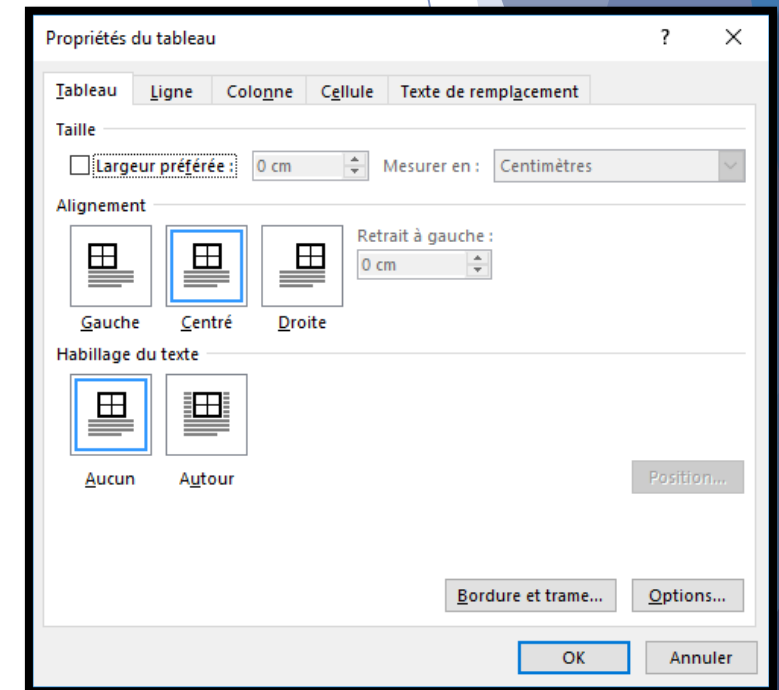 Propriétés du tableau ?
Tableau Ligne Colonne Cellule Texte de remplacement
Taille
Largeur préférée : 0 cm Mesurer en : Centimètres
Alignement
Retrait à gauche :
0 cm
Gauche Centré Droite
Habillage du texte
Aucun Autour
Position...
Bordure et trame... Options...
OK Annuler